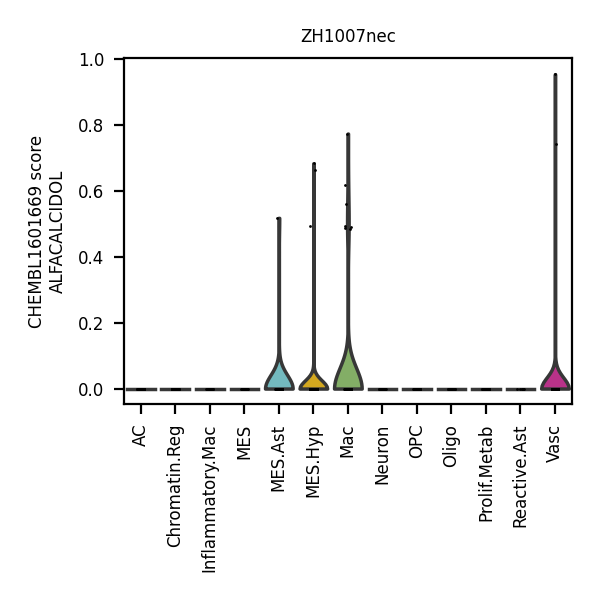 ZH1007nec
CHEMBL1601669 score
ALFACALCIDOL
1.0
0.8
0.6
0.4
0.2
0.0
AC
Chromatin.Reg
Inflammatory.Mac
MES
MES.Ast
MES.Hyp
Mac
Neuron
OPC
Oligo
Prolif.Metab
Reactive.Ast
Vasc